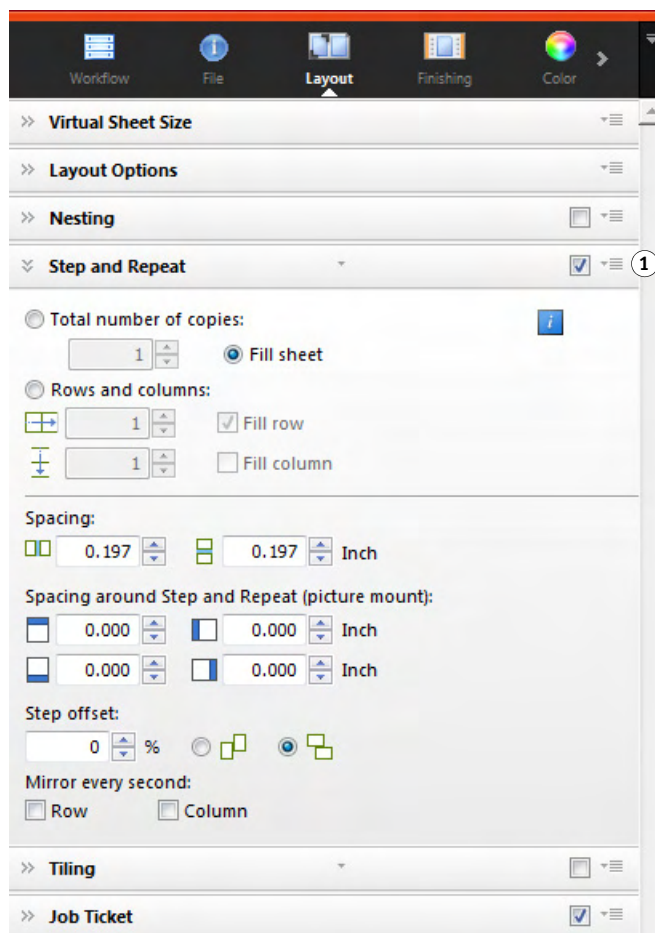 Workflow File Layout Finishing Color
Virtual Sheet Size
Layout Options
Nesting
Step and Repeat 1
Total number of copies: i
1 Fill sheet
Rows and columns:
1 Fill row
1 Fill column
Spacing:
0.197 0.197 Inch
Spacing around Step and Repeat (picture mount):
0.000 0.000 Inch
0.000 0.000 Inch
Step offset:
0 %
Mirror every second:
Row Column
Tiling
Job Ticket